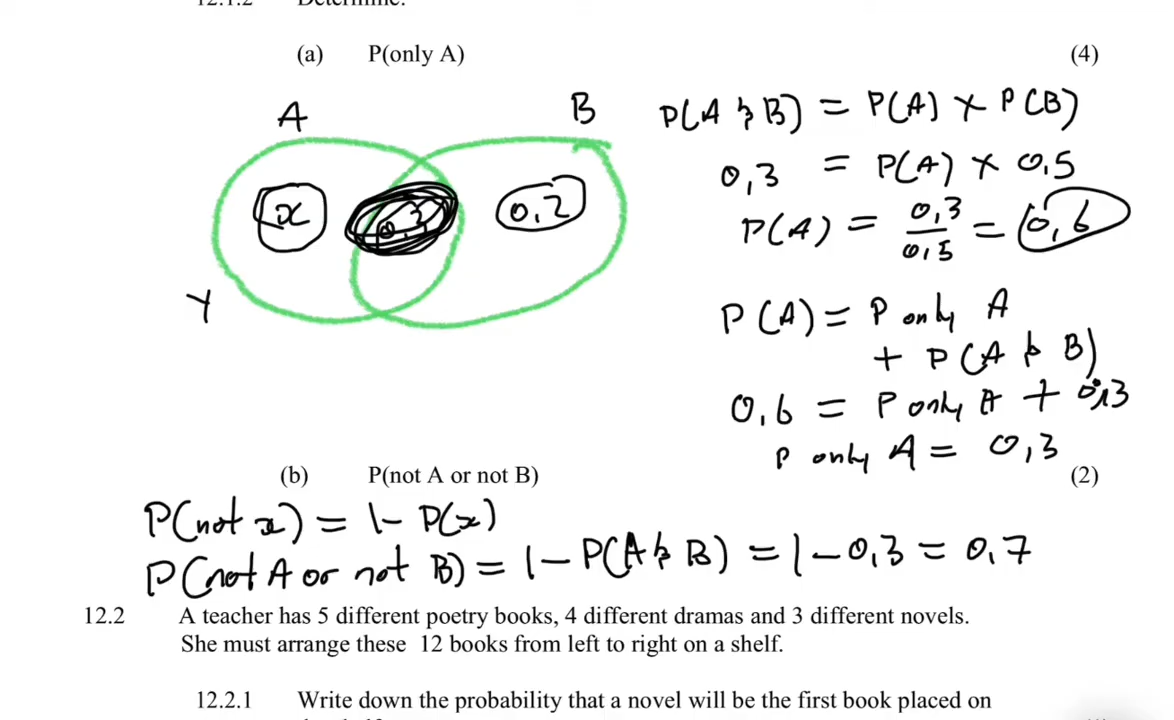 12.1.2 Determine:
(a) P(only A) (4)
A B
x 0,3 0,2
Y
P(A & B) = P(A) × P(B)
0,3 = P(A) × 0,5
P(A) = 0,3/0,5 = 0,6
P(A) = P only A
+ P(A & B)
0,6 = P only A + 0,3
P only A = 0,3
(b) P(not A or not B) (2)
P(not x) = 1 - P(x)
P(not A or not B) = 1 - P(A & B) = 1 - 0,3 = 0,7
12.2 A teacher has 5 different poetry books, 4 different dramas and 3 different novels.
She must arrange these 12 books from left to right on a shelf.
12.2.1 Write down the probability that a novel will be the first book placed on